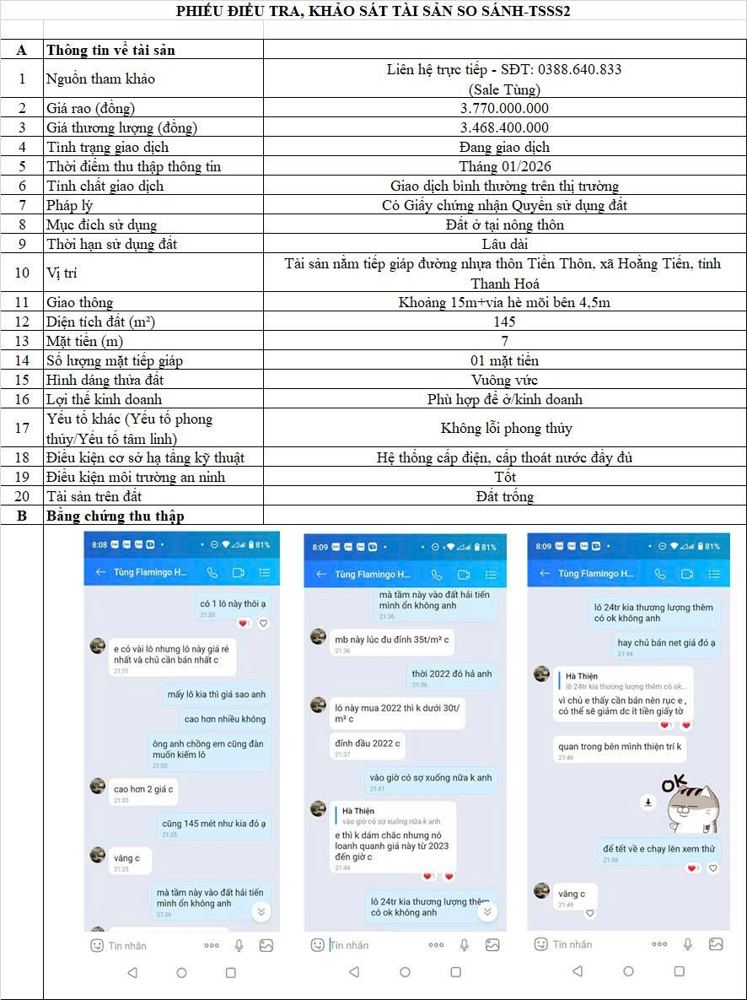 PHIẾU ĐIỀU TRA, KHẢO SÁT TÀI SẢN SO SÁNH-TSSS2
A Thông tin về tài sản
1 Nguồn tham khảo Liên hệ trực tiếp - SĐT: 0388.640.833
(Sale Tùng)
2 Giá rao (đồng) 3.770.000.000
3 Giá thương lượng (đồng) 3.468.400.000
4 Tình trạng giao dịch Đang giao dịch
5 Thời điểm thu thập thông tin Tháng 01/2026
6 Tính chất giao dịch Giao dịch bình thường trên thị trường
7 Pháp lý Có Giấy chứng nhận Quyền sử dụng đất
8 Mục đích sử dụng Đất ở tại nông thôn
9 Thời hạn sử dụng đất Lâu dài
10 Vị trí Tài sản nằm tiếp giáp đường nhựa thôn Tiền Thôn, xã Hoằng Tiến, tỉnh
Thanh Hoá
11 Giao thông Khoảng 15m+vỉa hè mõi bên 4,5m
12 Diện tích đất (m²) 145
13 Mặt tiền (m) 7
14 Số lượng mặt tiếp giáp 01 mặt tiền
15 Hình dáng thửa đất Vuông vức
16 Lợi thế kinh doanh Phù hợp để ở/kinh doanh
17 Yếu tố khác (Yếu tố phong
thủy/Yếu tố tâm linh) Không lỗi phong thủy
18 Điều kiện cơ sở hạ tầng kỹ thuật Hệ thống cấp điện, cấp thoát nước đầy đủ
19 Điều kiện môi trường an ninh Tốt
20 Tài sản trên đất Đất trống
B Bằng chứng thu thập
8:08 81%
Tùng Flamingo H...
có 1 lô này thôi ạ
21:30
1
e có vài lô nhưng lô này giá rẻ
nhất và chủ cần bán nhất c
21:31
mấy lô kia thì giá sao anh
cao hơn nhiều không
ông anh chồng em cũng đàn
muốn kiếm lô
21:35
cao hơn 2 giá c
21:35
cũng 145 mét như kia đó ạ
21:35
vâng c
21:35
mà tầm này vào đất hải tiến
mình ổn không anh
21:36
Tin nhắn
8:09 81%
Tùng Flamingo H...
mà tầm này vào đất hải tiến
mình ổn không anh
21:36
mb này lúc đu đỉnh 35t/m² c
21:36
thời 2022 đó hả anh
21:36
lô này mua 2022 thì k dưới 30t/
m² c
đỉnh đầu 2022 c
21:37
vào giờ có sợ xuống nữa k anh
21:41
Hà Thiện
vào giờ có sợ xuống nữa k anh
e thì k dám chắc nhưng nó
loanh quanh giá này từ 2023
đến giờ c
21:44
1
lô 24tr kia thương lượng thêm
có ok không anh
Tin nhắn
8:09 81%
Tùng Flamingo H...
lô 24tr kia thương lượng thêm
có ok không anh
hay chủ bán net giá đó ạ
21:44
Hà Thiện
lô 24tr kia thương lượng thêm có ok...
vì chủ e thấy cần bán nên rục e ,
có thể sẽ giảm dc ít tiền giấy tờ
1
quan trong bên mình thiện trí k
21:46
OK
để tết về e chạy lên xem thử
21:48
1
vâng c
21:49
Tin nhắn